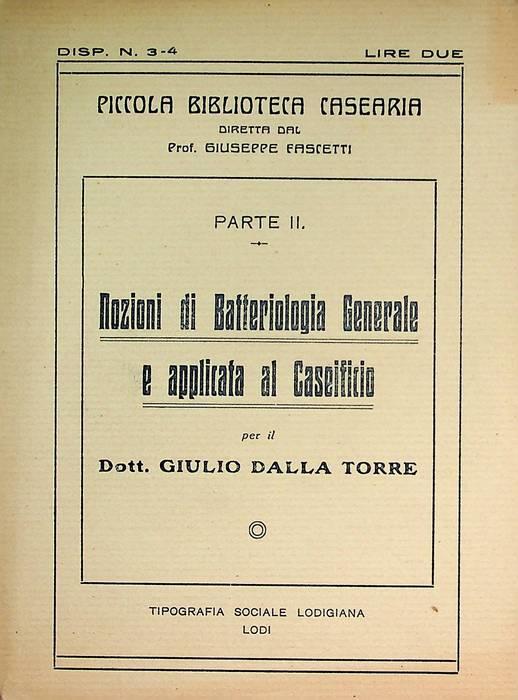 DISP. N. 3-4
LIRE DUE
PICCOLA BIBLIOTECA CASEARIA
DIRETTA DAL
Prof. GIUSEPPE FASCETTI
PARTE II.
Nozioni di Batteriologia Generale
e applicata al Caseificio
per il
Dott. GIULIO DALLA TORRE
TIPOGRAFIA SOCIALE LODIGIANA
LODI